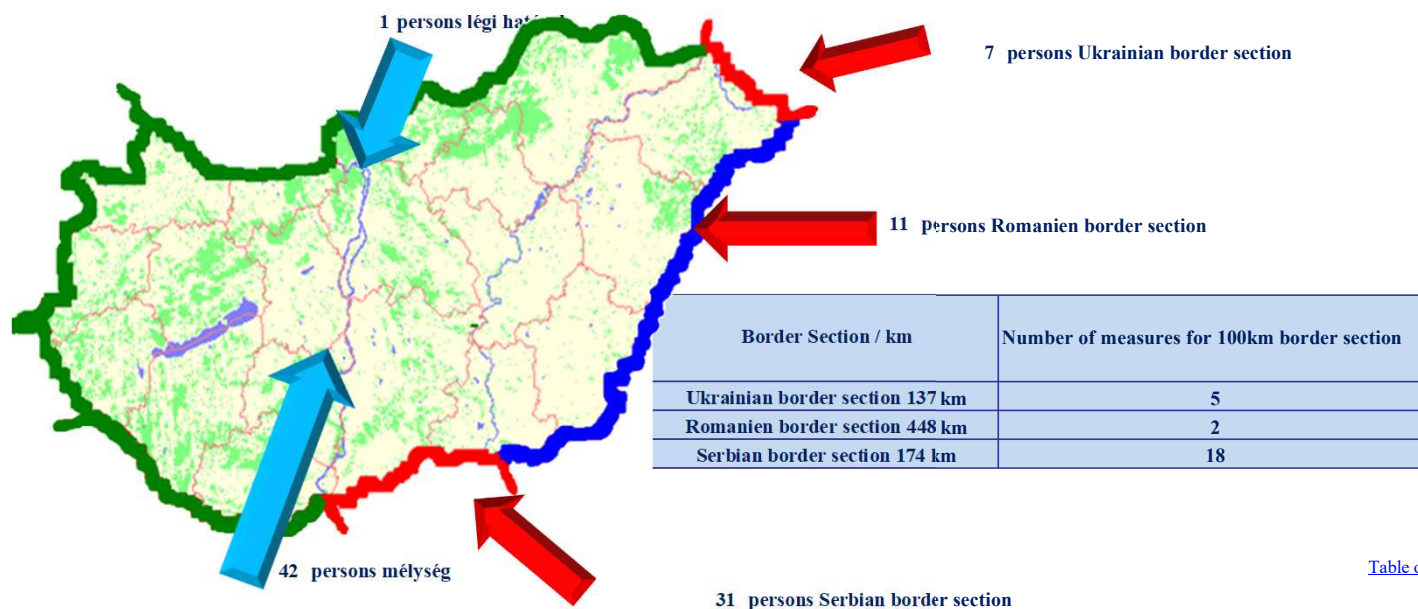 1 persons légi
7 persons Ukrainian border section
11 persons Romanien border section
Border Section / km
Number of measures for 100km border section
Ukrainian border section 137 km
5
Romanien border section 448 km
2
Serbian border section 174 km
18
42 persons mélység
Table
31 persons Serbian border section